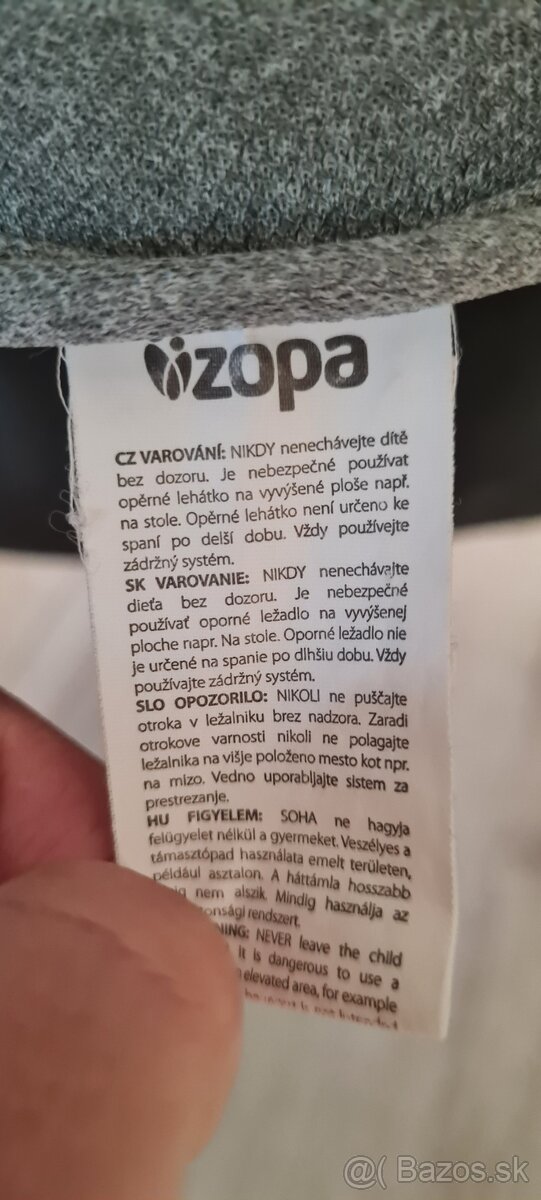 zopa
CZ VAROVÁNÍ: NIKDY nenechávejte dítě
bez dozoru. Je nebezpečné používat
opěrné lehátko na vyvýšené ploše např.
na stole. Opěrné lehátko není určeno ke
spaní po delší dobu. Vždy používejte
zádržný systém.
SK VAROVANIE: NIKDY nenechávajte
dieťa bez dozoru. Je nebezpečné
používať oporné ležadlo na vyvýšenej
ploche napr. Na stole. Oporné ležadlo nie
je určené na spanie po dlhšiu dobu. Vždy
používajte zádržný systém.
SLO OPOZORILO: NIKOLI ne puščajte
otroka v ležalniku brez nadzora. Zaradi
otrokove varnosti nikoli ne polagajte
ležalnika na višje položeno mesto kot npr.
na mizo. Vedno uporabljajte sistem za
prestrezanje.
HU FIGYELEM: SOHA ne hagyja
felügyelet nélkül a gyermeket. Veszélyes a
támasztópad használata emelt területen,
például asztalon. A háttámla hosszabb
nem alszik. Mindig használja az
rendszert.
NEVER leave the child
It is dangerous to use a
elevated area, for example
@( Bazos.sk